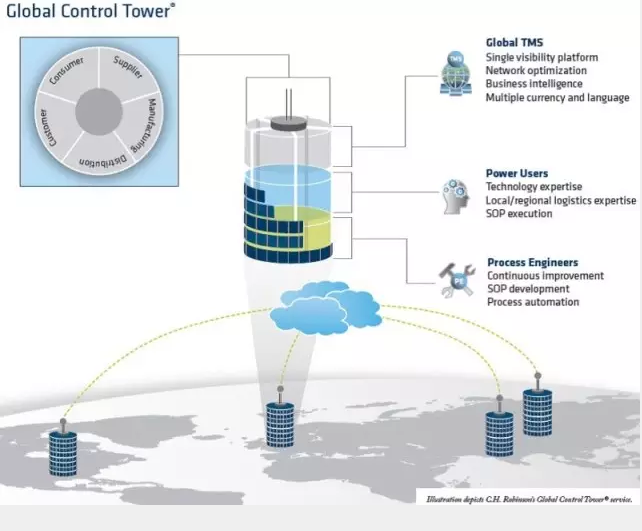 Global Control Tower®
Consumer
Supplier
Manufacturing
Distribution
Customer
TMS
Global TMS
Single visibility platform
Network optimization
Business intelligence
Multiple currency and language
Power Users
Technology expertise
Local/regional logistics expertise
SOP execution
PE
Process Engineers
Continuous improvement
SOP development
Process automation
Illustration depicts C.H. Robinson's Global Control Tower® service.